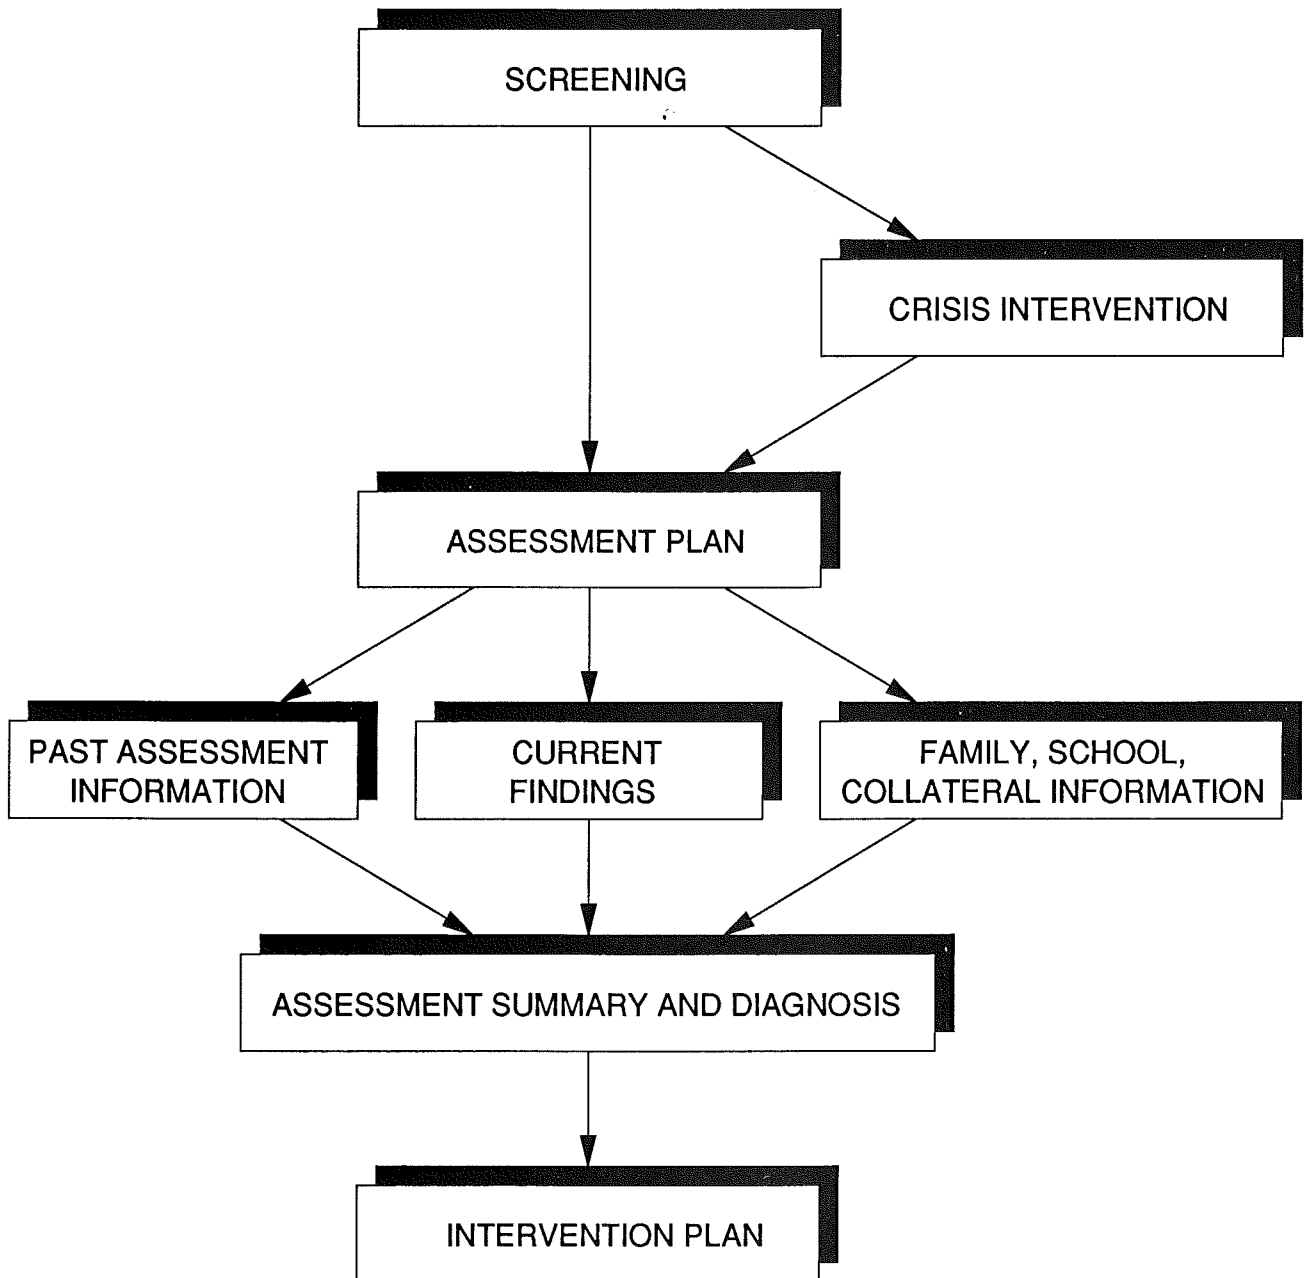 SCREENING
CRISIS INTERVENTION
ASSESSMENT PLAN
PAST ASSESSMENT
INFORMATION
CURRENT
FINDINGS
FAMILY, SCHOOL,
COLLATERAL INFORMATION
ASSESSMENT SUMMARY AND DIAGNOSIS
INTERVENTION PLAN